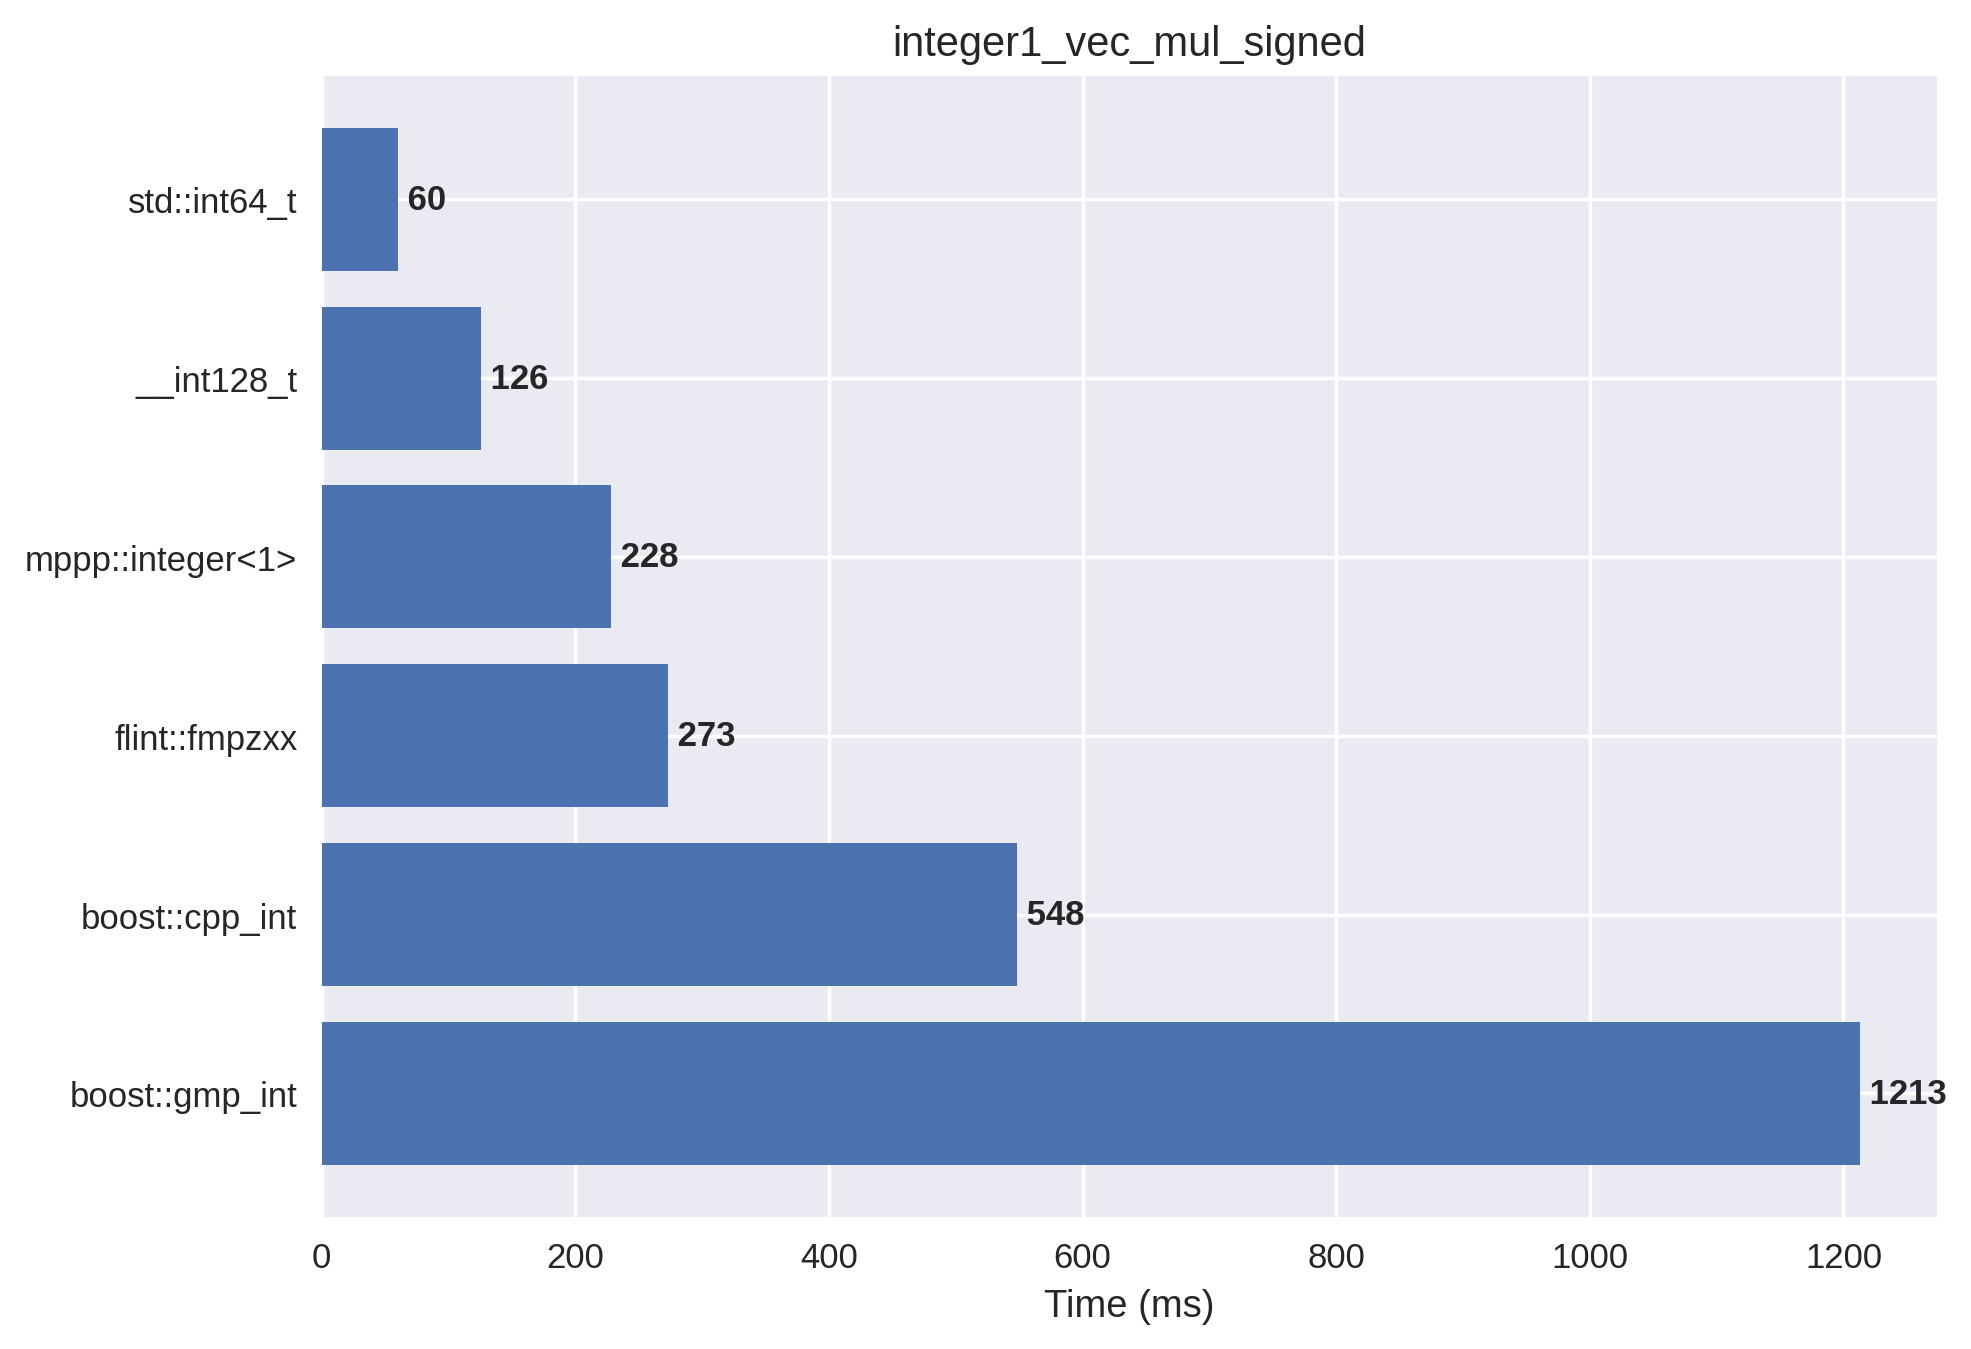 integer1_vec_mul_signed
std::int64_t
60
__int128_t
126
mppp::integer<1>
228
flint::fmpzxx
273
boost::cpp_int
548
boost::gmp_int
1213
0 200 400 600 800 1000 1200
Time (ms)